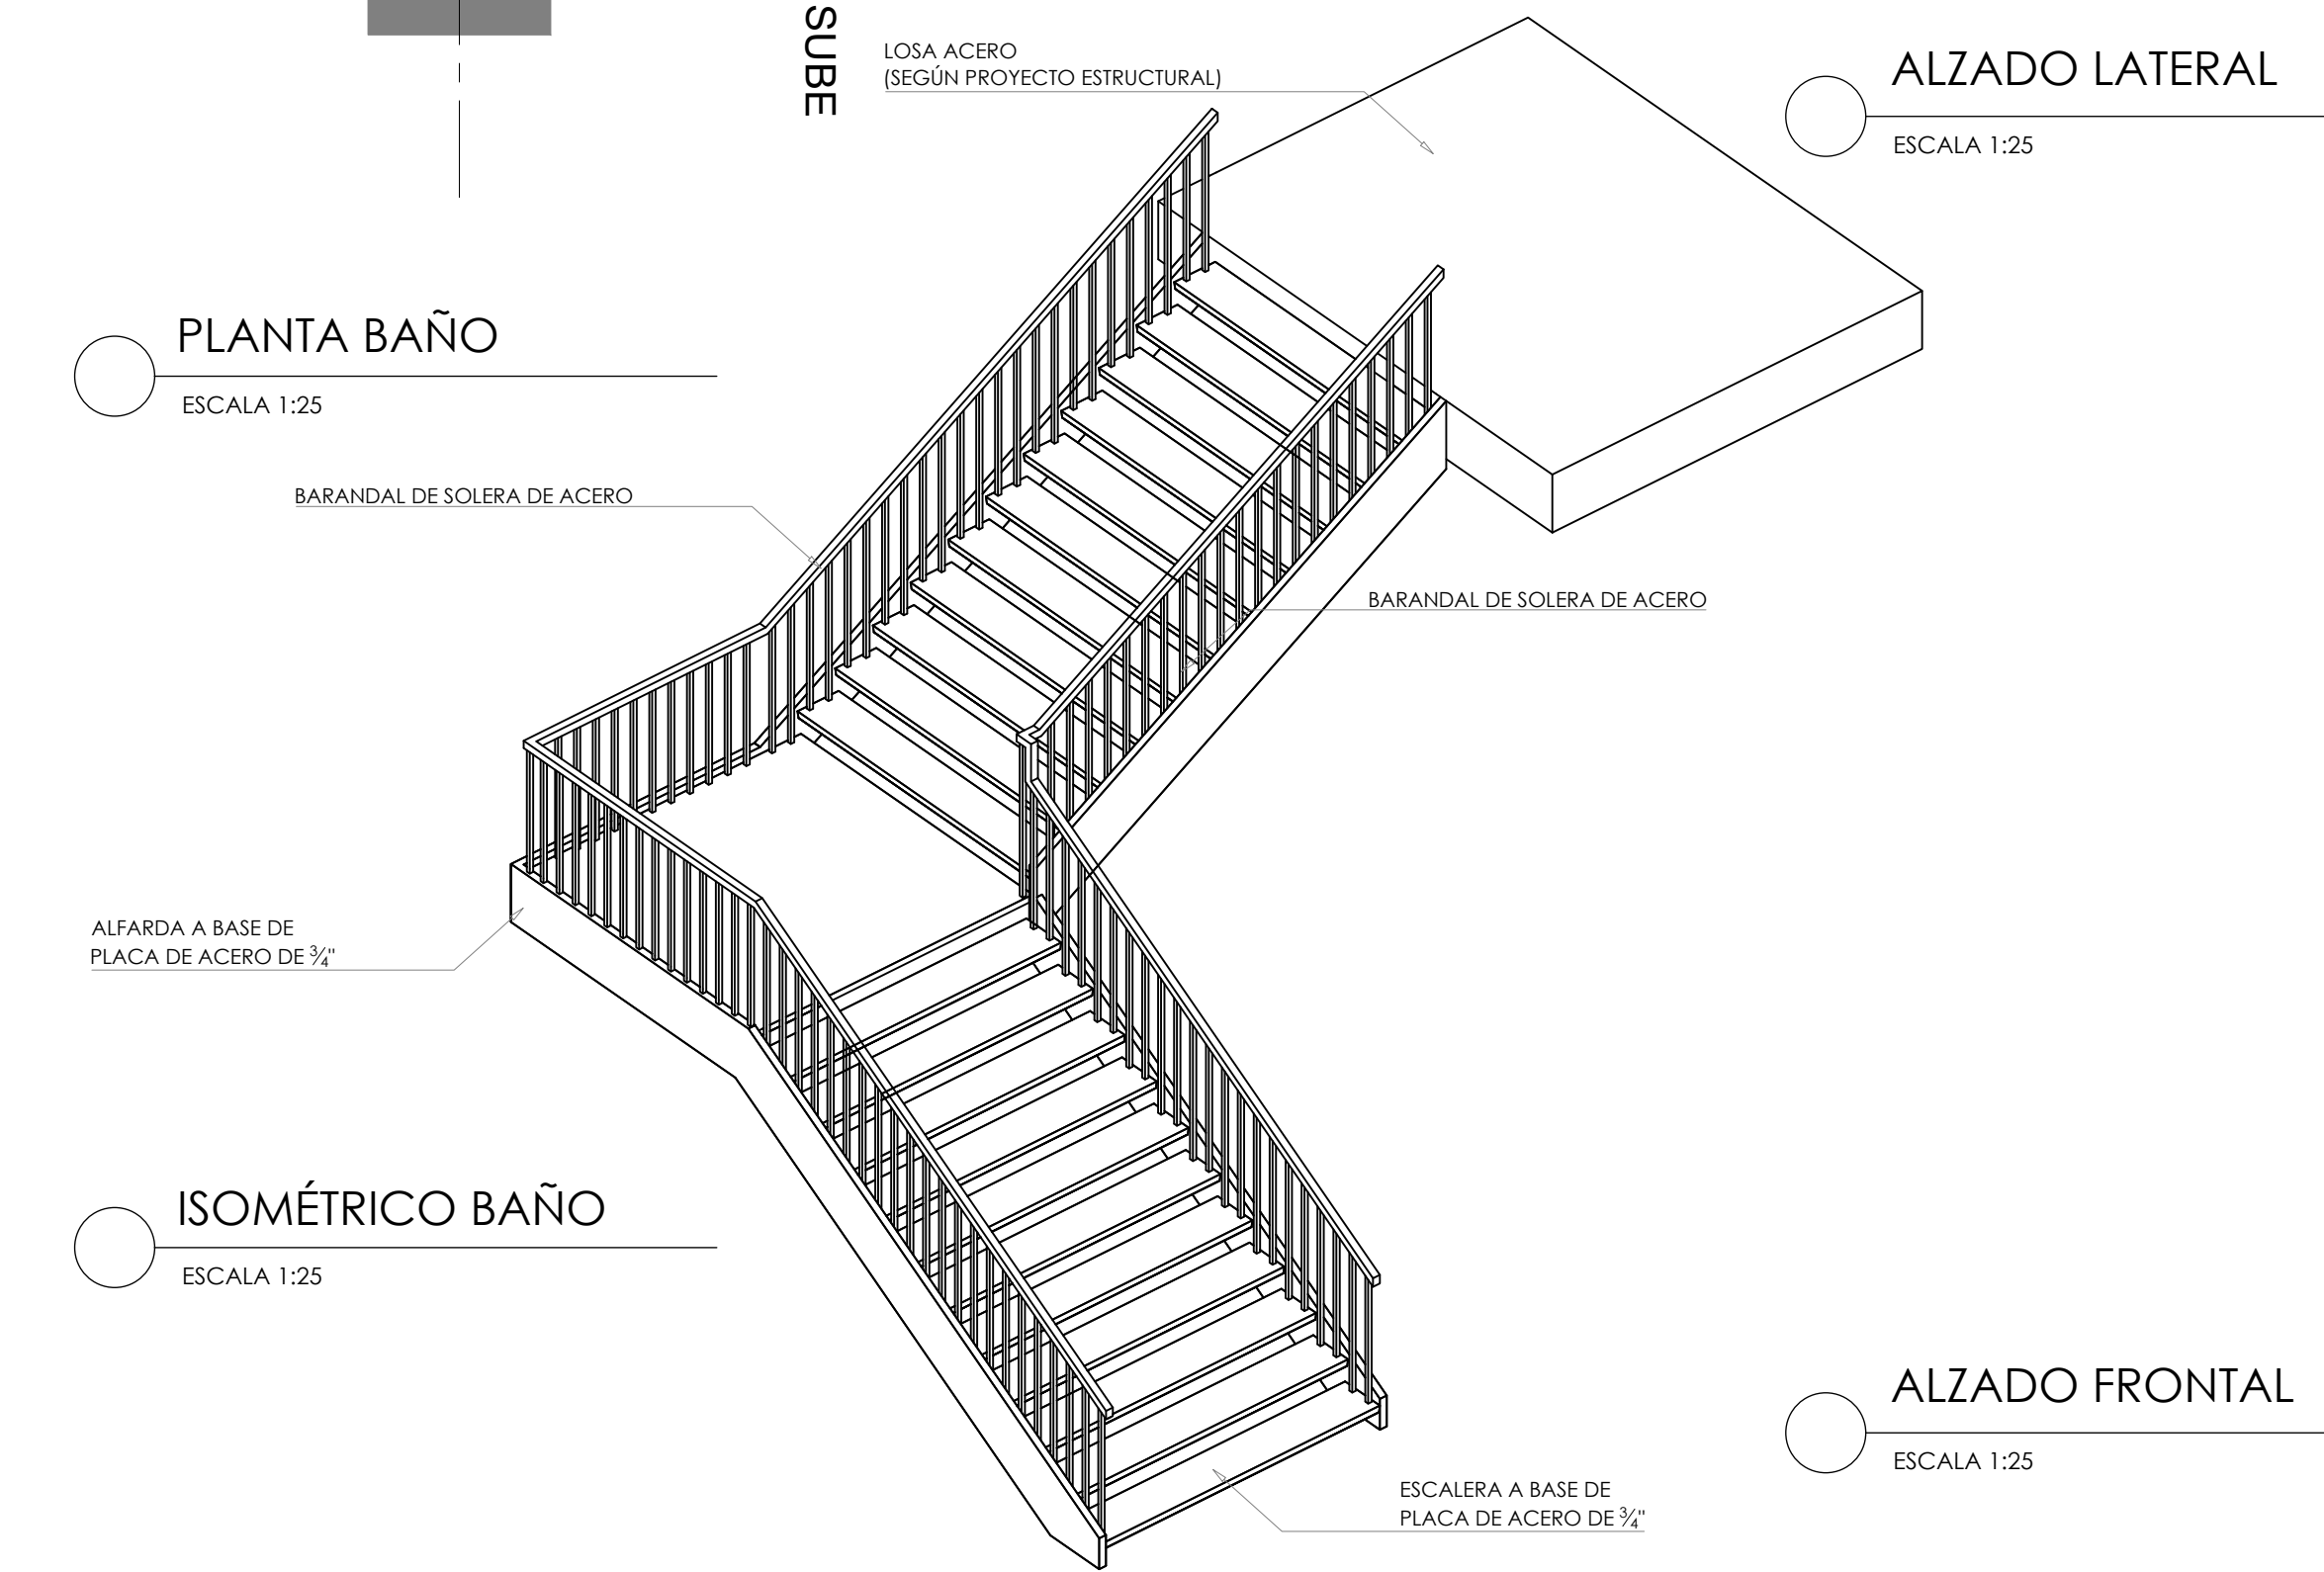 SUBE
LOSA ACERO
(SEGÚN PROYECTO ESTRUCTURAL)
ALZADO LATERAL
ESCALA 1:25
PLANTA BAÑO
ESCALA 1:25
BARANDAL DE SOLERA DE ACERO
BARANDAL DE SOLERA DE ACERO
ALFARDA A BASE DE
PLACA DE ACERO DE ¾"
ISOMÉTRICO BAÑO
ESCALA 1:25
ALZADO FRONTAL
ESCALA 1:25
ESCALERA A BASE DE
PLACA DE ACERO DE ¾"